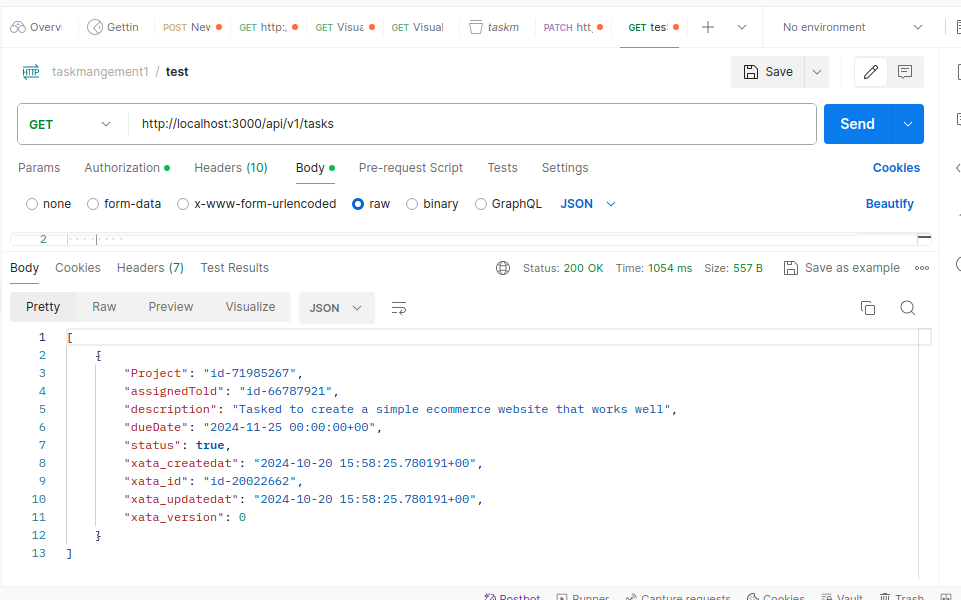 Overvi Gettin POST New GET http:, GET Visua GET Visual taskm PATCH htt GET tes No environment
HTTP taskmangement1 / test Save
GET http://localhost:3000/api/v1/tasks Send
Params Authorization Headers (10) Body Pre-request Script Tests Settings Cookies
none form-data x-www-form-urlencoded raw binary GraphQL JSON Beautify
2
Body Cookies Headers (7) Test Results Status: 200 OK Time: 1054 ms Size: 557 B Save as example
Pretty Raw Preview Visualize JSON
1 [
2 {
3 "Project": "id-71985267",
4 "assignedTold": "id-66787921",
5 "description": "Tasked to create a simple ecommerce website that works well",
6 "dueDate": "2024-11-25 00:00:00+00",
7 "status": true,
8 "xata_createdat": "2024-10-20 15:58:25.780191+00",
9 "xata_id": "id-20022662",
10 "xata_updatedat": "2024-10-20 15:58:25.780191+00",
11 "xata_version": 0
12 }
13 ]
Postbot Runner Capture requests Cookies Vault Trash